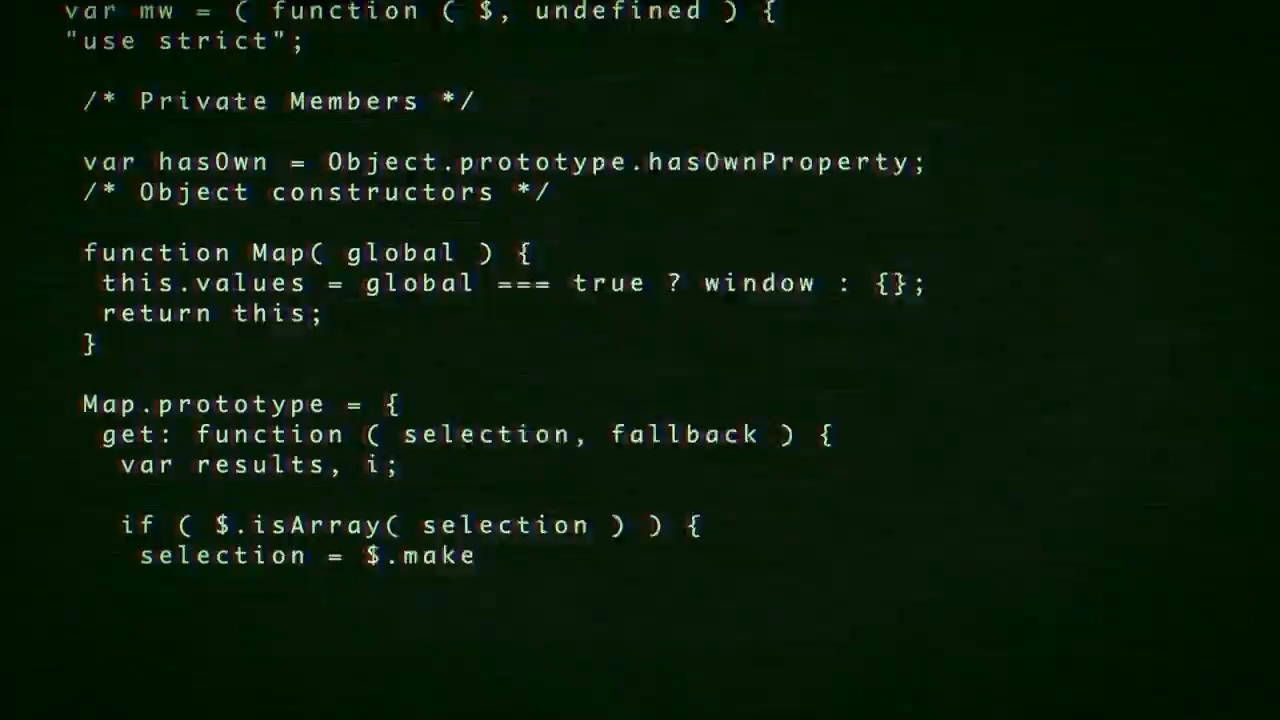 var mw = ( function ( $, undefined ) {
"use strict";
/* Private Members */
var hasOwn = Object.prototype.hasOwnProperty;
/* Object constructors */
function Map( global ) {
this.values = global === true ? window : {};
return this;
}
Map.prototype = {
get: function ( selection, fallback ) {
var results, i;
if ( $.isArray( selection ) ) {
selection = $.make